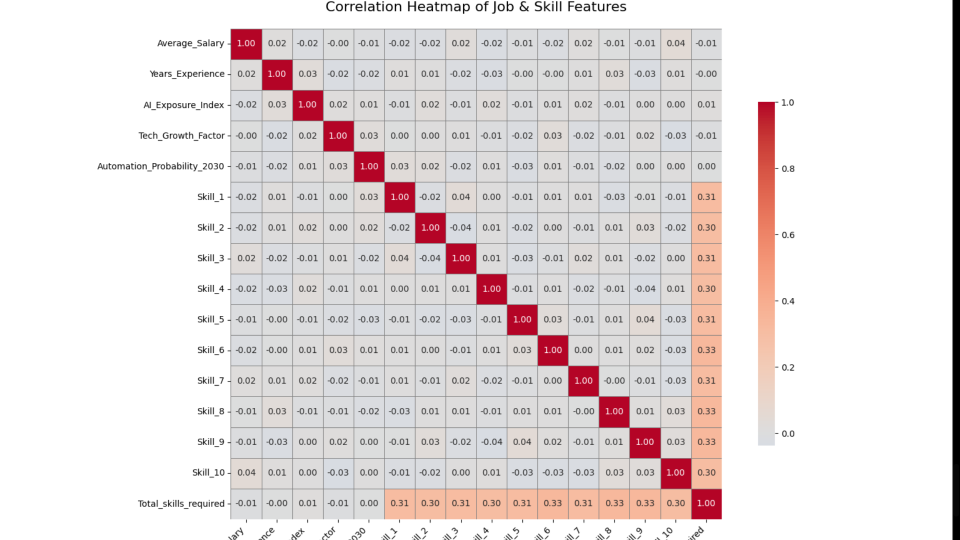 Correlation Heatmap of Job & Skill Features
Average_Salary 1.00 0.02 -0.02 -0.00 -0.01 -0.02 -0.02 0.02 -0.02 -0.01 -0.02 0.02 -0.01 -0.01 0.04 -0.01
Years_Experience 0.02 1.00 0.03 -0.02 -0.02 0.01 0.01 -0.02 -0.03 -0.00 -0.00 0.01 0.03 -0.03 0.01 -0.00
AI_Exposure_Index -0.02 0.03 1.00 0.02 0.01 -0.01 0.02 -0.01 0.02 -0.01 0.01 0.02 -0.01 0.00 0.00 0.01
Tech_Growth_Factor -0.00 -0.02 0.02 1.00 0.03 0.00 0.00 0.01 -0.01 -0.02 0.03 -0.02 -0.01 0.02 -0.03 -0.01
Automation_Probability_2030 -0.01 -0.02 0.01 0.03 1.00 0.03 0.02 -0.02 0.01 -0.03 0.01 -0.01 -0.02 0.00 -0.00 0.00
Skill_1 -0.02 0.01 -0.01 0.00 0.03 1.00 -0.02 0.04 0.00 -0.01 0.01 0.01 -0.03 -0.01 -0.01 0.31
Skill_2 -0.02 0.01 0.02 0.00 0.02 -0.02 1.00 -0.04 0.01 -0.02 0.00 -0.01 0.01 0.03 -0.02 0.30
Skill_3 0.02 -0.02 -0.01 0.01 -0.02 0.04 -0.04 1.00 0.01 -0.03 -0.01 0.02 0.01 -0.02 0.00 0.31
Skill_4 -0.02 -0.03 0.02 -0.01 0.01 0.00 0.01 0.01 1.00 -0.01 0.01 -0.02 -0.01 -0.04 0.01 0.30
Skill_5 -0.01 -0.00 -0.01 -0.02 -0.03 -0.01 -0.02 -0.03 -0.01 1.00 0.03 -0.01 0.01 0.04 -0.03 0.31
Skill_6 -0.02 -0.00 0.01 0.03 0.01 0.01 0.00 -0.01 0.01 0.03 1.00 0.00 0.01 0.02 -0.03 0.33
Skill_7 0.02 0.01 0.02 -0.02 -0.01 0.01 -0.01 0.02 -0.02 -0.01 0.00 1.00 -0.00 -0.01 -0.03 0.31
Skill_8 -0.01 0.03 -0.01 -0.01 -0.02 -0.03 0.01 0.01 -0.01 0.01 0.01 -0.00 1.00 0.01 0.03 0.33
Skill_9 -0.01 -0.03 0.00 0.02 0.00 -0.01 0.03 -0.02 -0.04 0.04 0.02 -0.01 0.01 1.00 0.03 0.33
Skill_10 0.04 0.01 0.00 -0.03 -0.00 -0.01 -0.02 0.00 0.01 -0.03 -0.03 -0.03 0.03 0.03 1.00 0.30
Total_skills_required -0.01 -0.00 0.01 -0.01 0.00 0.31 0.30 0.31 0.30 0.31 0.33 0.31 0.33 0.33 0.30 1.00
1.0
0.8
0.6
0.4
0.2
0.0